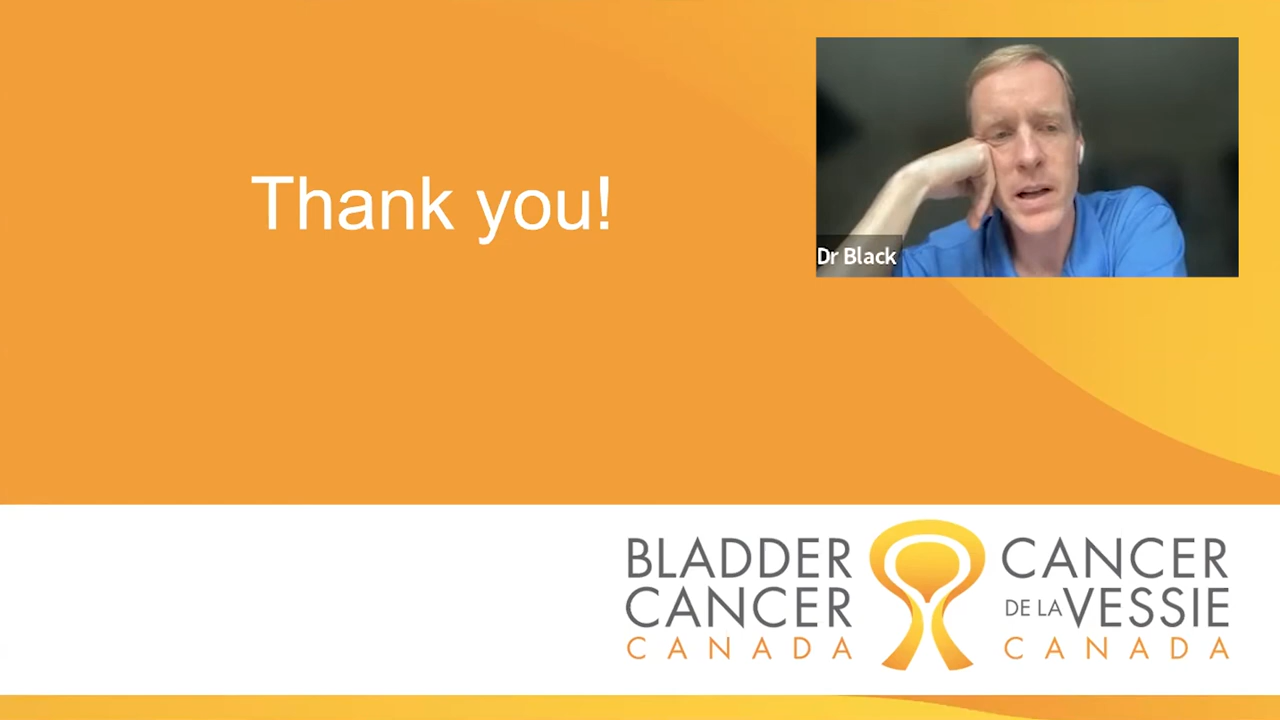 Thank you!
Dr Black
BLADDER
CANCER
CANADA
CANCER
DE LA VESSIE
CANADA